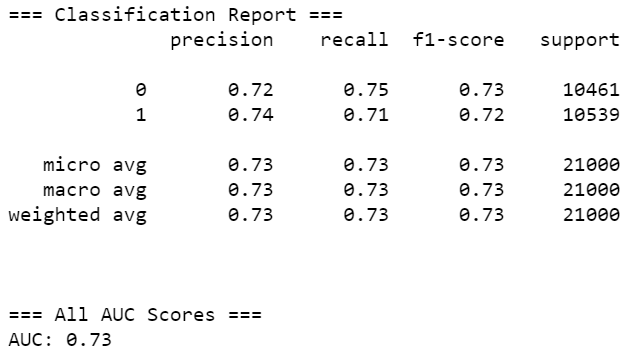 === Classification Report ===
precision recall f1-score support
0 0.72 0.75 0.73 10461
1 0.74 0.71 0.72 10539
micro avg 0.73 0.73 0.73 21000
macro avg 0.73 0.73 0.73 21000
weighted avg 0.73 0.73 0.73 21000
=== All AUC Scores ===
AUC: 0.73